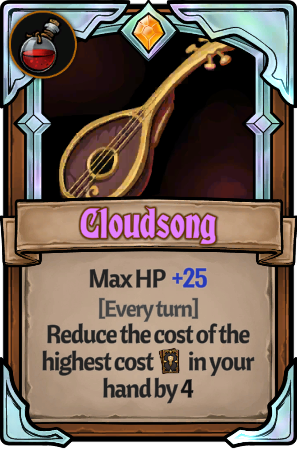 Cloudsong
Max HP +25
[Every turn]
Reduce the cost of the
highest cost in your
hand by 4